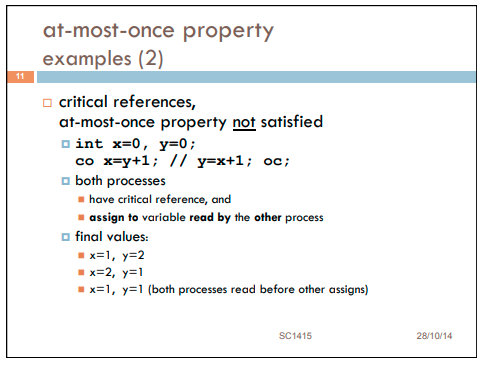 at-most-once property
examples (2)
11
critical references,
at-most-once property not satisfied
int x=0, y=0;
co x=y+1; // y=x+1; oc;
both processes
have critical reference, and
assign to variable read by the other process
final values:
x=1, y=2
x=2, y=1
x=1, y=1 (both processes read before other assigns)
SC1415
28/10/14